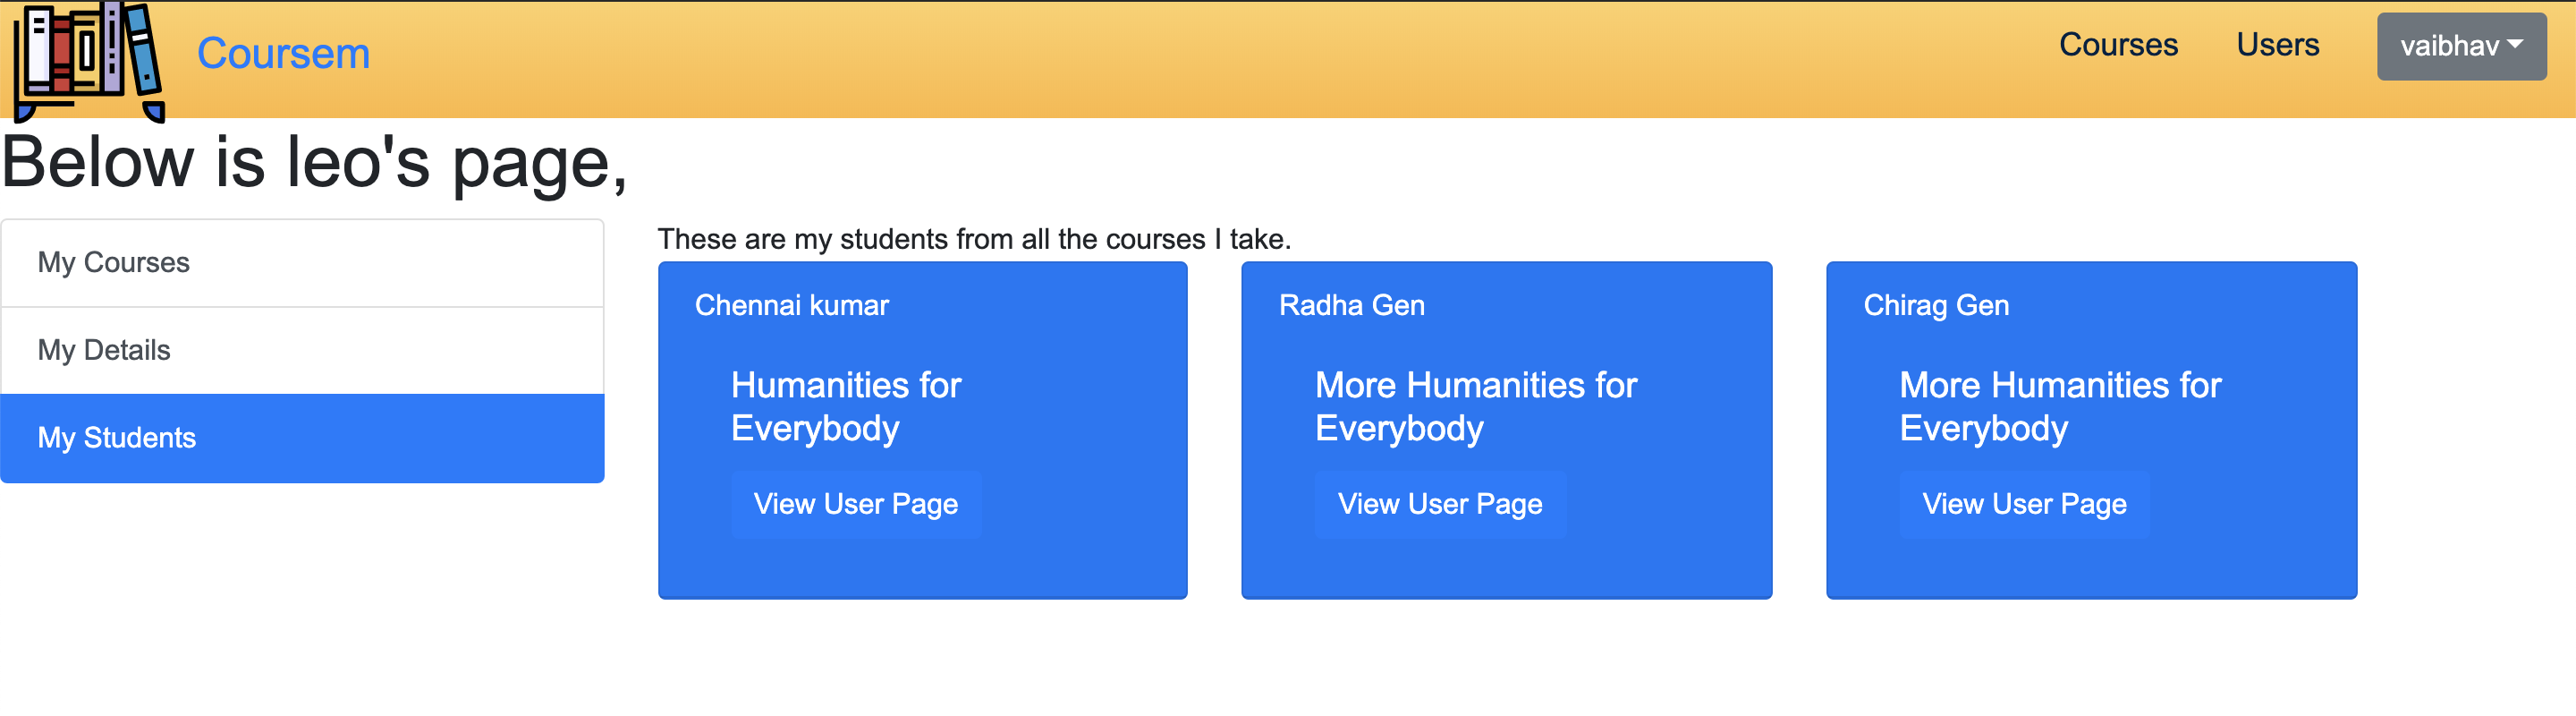 Coursem
Courses
Users
vaibhav
Below is leo's page,
My Courses
My Details
My Students
These are my students from all the courses I take.
Chennai kumar
Humanities for
Everybody
View User Page
Radha Gen
More Humanities for
Everybody
View User Page
Chirag Gen
More Humanities for
Everybody
View User Page